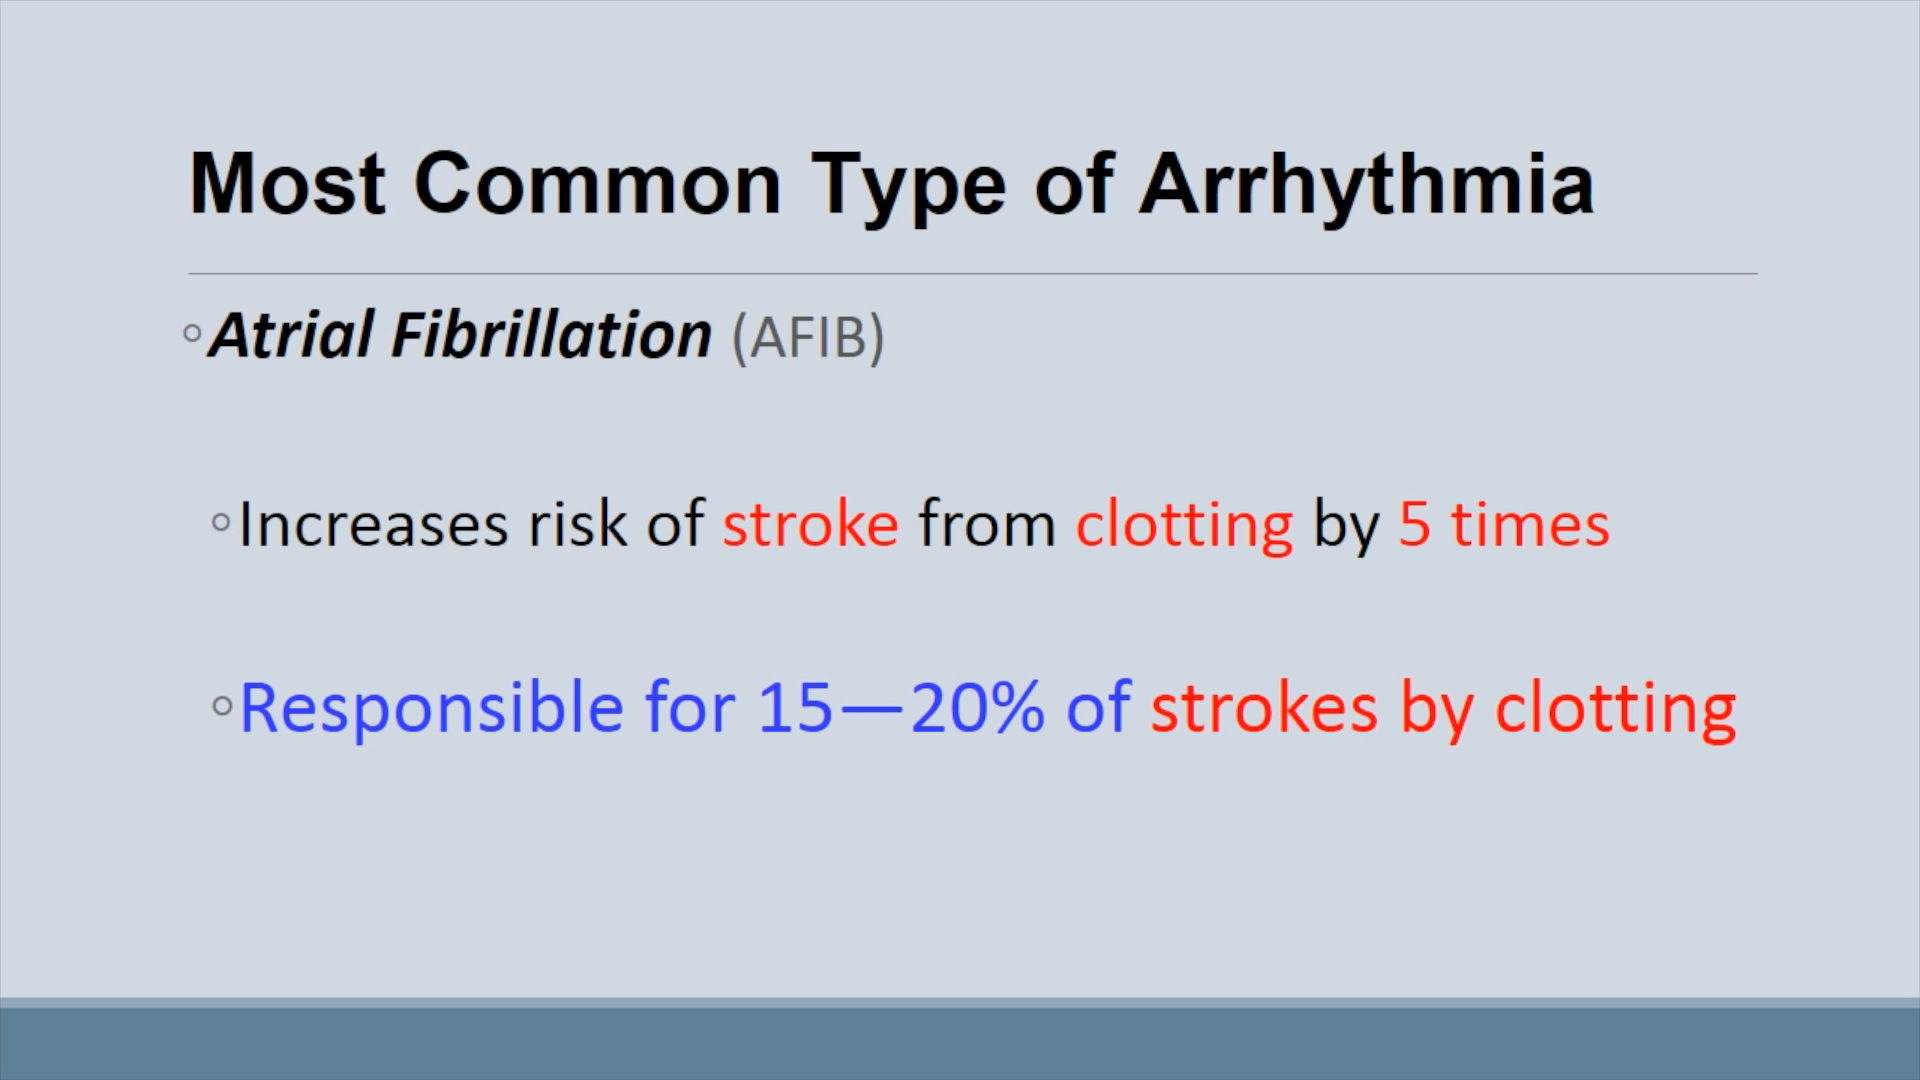 Most Common Type of Arrhythmia
◦Atrial Fibrillation (AFIB)
◦Increases risk of stroke from clotting by 5 times
◦Responsible for 15—20% of strokes by clotting